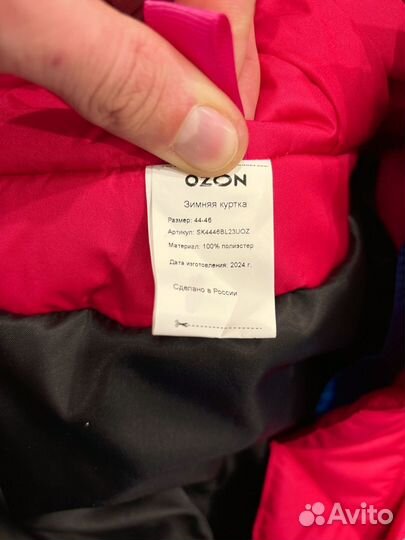 OZON
Зимняя куртка
Размер: 44-46
Артикул: SK4446BL23UOZ
Материал: 100% полиэстер
Дата изготовления: 2024 г.
Сделано в России
Avito